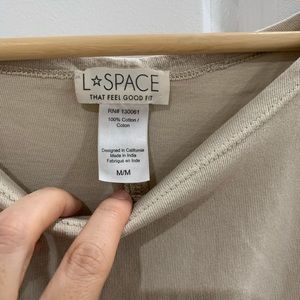 L☆SPACE
THAT FEEL GOOD FIT
RN# 130061
100% Cotton /
Coton
Designed in California
Made in India
Fabriqué en Inde
M/M